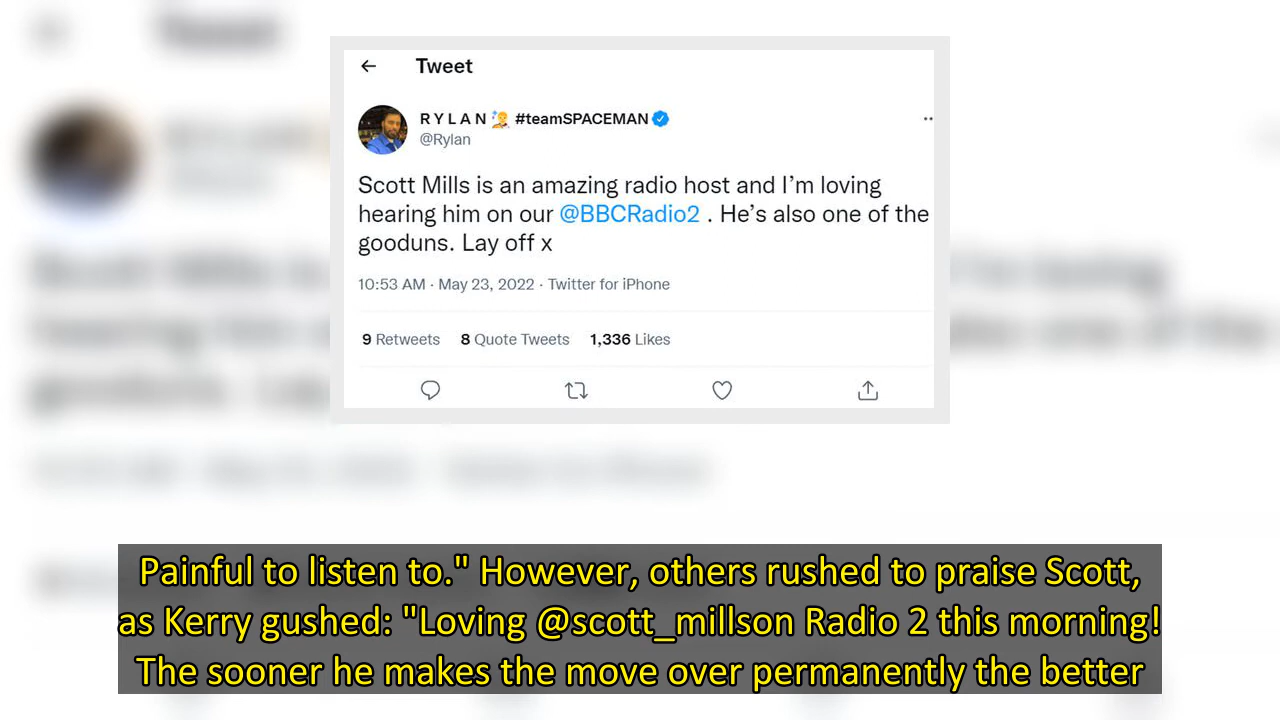 Tweet
R Y L A N #teamSPACEMAN
@Rylan
Scott Mills is an amazing radio host and I’m loving
hearing him on our @BBCRadio2 . He’s also one of the
gooduns. Lay off x
10:53 AM · May 23, 2022 · Twitter for iPhone
9 Retweets 8 Quote Tweets 1,336 Likes
Painful to listen to." However, others rushed to praise Scott,
as Kerry gushed: "Loving @scott_millson Radio 2 this morning!
The sooner he makes the move over permanently the better